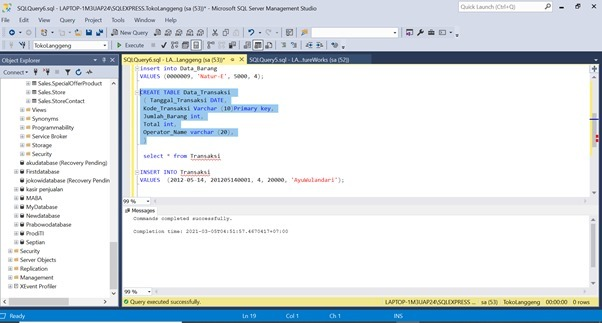 SQLQuery6.sql - LAPTOP-1M3UAP24\SQLEXPRESS.TokoLanggeng (sa (53))* - Microsoft SQL Server Management Studio
Quick Launch (Ctrl+Q)
File Edit View Query Project Tools Window Help
New Query
TokoLanggeng Execute
Object Explorer
Connect
Sales.SpecialOfferProduct
Sales.Store
Sales.StoreContact
Views
Synonyms
Programmability
Service Broker
Storage
Security
akudatabase (Recovery Pending)
Firstdatabase
jokowidatabase (Recovery Pendin
kasir penjualan
MABA
MyDatabase
Newdatabase
Prabowodatabase
ProdiTI
Septian
Security
Server Objects
Replication
Management
XEvent Profiler
SQLQuery6.sql - LA...Langgeng (sa (53))* SQLQuery5.sql - LA...tureWorks (sa (52))
insert into Data_Barang
VALUES (0000009, 'Natur-E', 5000, 4);
CREATE TABLE Data_Transaksi
( Tanggal_Transaksi DATE,
Kode_Transaksi Varchar (10)Primary key,
Jumlah_Barang int,
Total int,
Operator_Name varchar (20),
)
select * from Transaksi
INSERT INTO Transaksi
VALUES (2012-05-14, 201205140001, 4, 20000, 'AyuWulandari');
99 %
Messages
Commands completed successfully.
Completion time: 2021-03-05T04:51:57.4670417+07:00
99 %
Query executed successfully. LAPTOP-1M3UAP24\SQLEXPRESS ... sa (53) TokoLanggeng 00:00:00 0 rows
Ready Ln 19 Col 1 Ch 1 INS